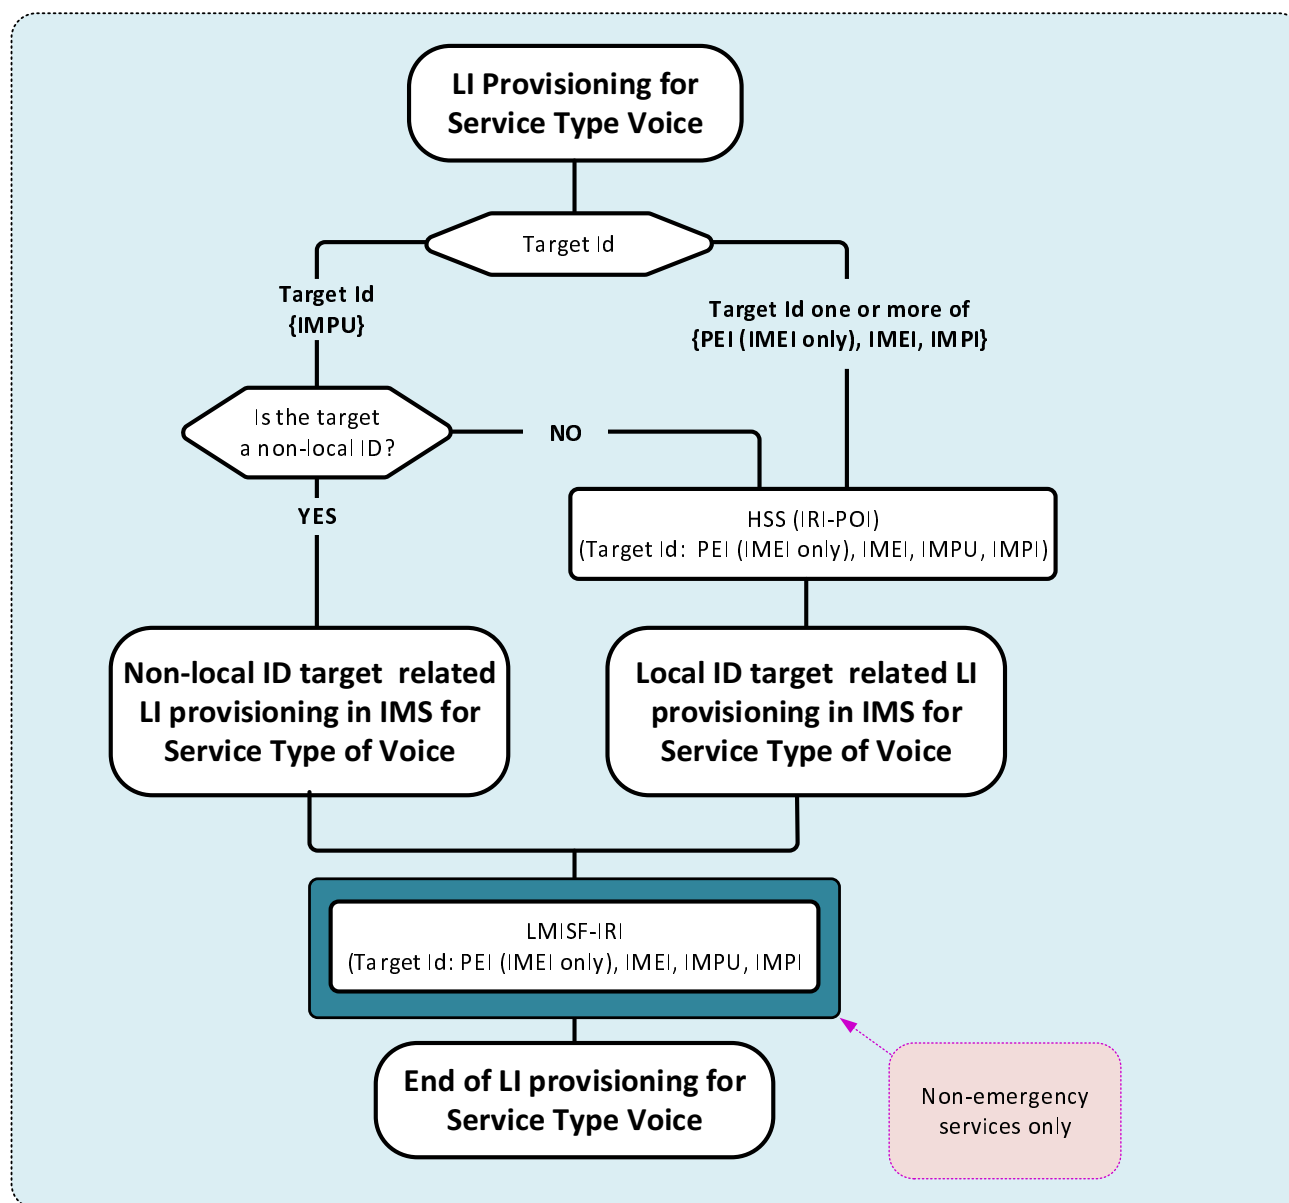 LI Provisioning for
Service Type Voice
Target Id
Target Id
{IMPU}
Target Id one or more of
{PEI (IMEI only), IMEI, IMPI}
Is the target
a non-local ID?
NO
YES
HSS (IRI-POI)
(Target Id: PEI (IMEI only), IMEI, IMPU, IMPI)
Non-local ID target related
LI provisioning in IMS for
Service Type of Voice
Local ID target related LI
provisioning in IMS for
Service Type of Voice
LMISF-IRI
(Target Id: PEI (IMEI only), IMEI, IMPU, IMPI
End of LI provisioning for
Service Type Voice
Non-emergency
services only